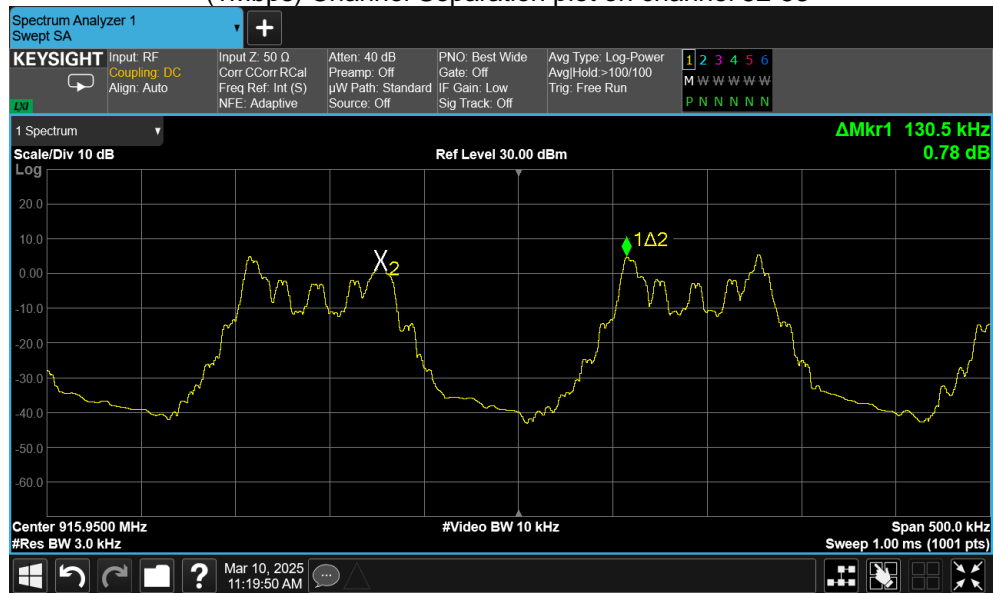 Spectrum Analyzer 1
Swept SA
+
KEYSIGHT
LXI
Input: RF
Coupling: DC
Align: Auto
Input Z: 50 Ω
Corr CCorr RCal
Freq Ref: Int (S)
NFE: Adaptive
Atten: 40 dB
Preamp: Off
µW Path: Standard
Source: Off
PNO: Best Wide
Gate: Off
IF Gain: Low
Sig Track: Off
Avg Type: Log-Power
Avg|Hold:>100/100
Trig: Free Run
1 2 3 4 5 6
M W W W W W
P N N N N N
1 Spectrum
ΔMkr1 130.5 kHz
0.78 dB
Scale/Div 10 dB
Ref Level 30.00 dBm
Log
20.0
10.0
0.00
-10.0
-20.0
-30.0
-40.0
-50.0
-60.0
X2
1Δ2
Center 915.9500 MHz
#Video BW 10 kHz
Span 500.0 kHz
#Res BW 3.0 kHz
Sweep 1.00 ms (1001 pts)
?
Mar 10, 2025
11:19:50 AM